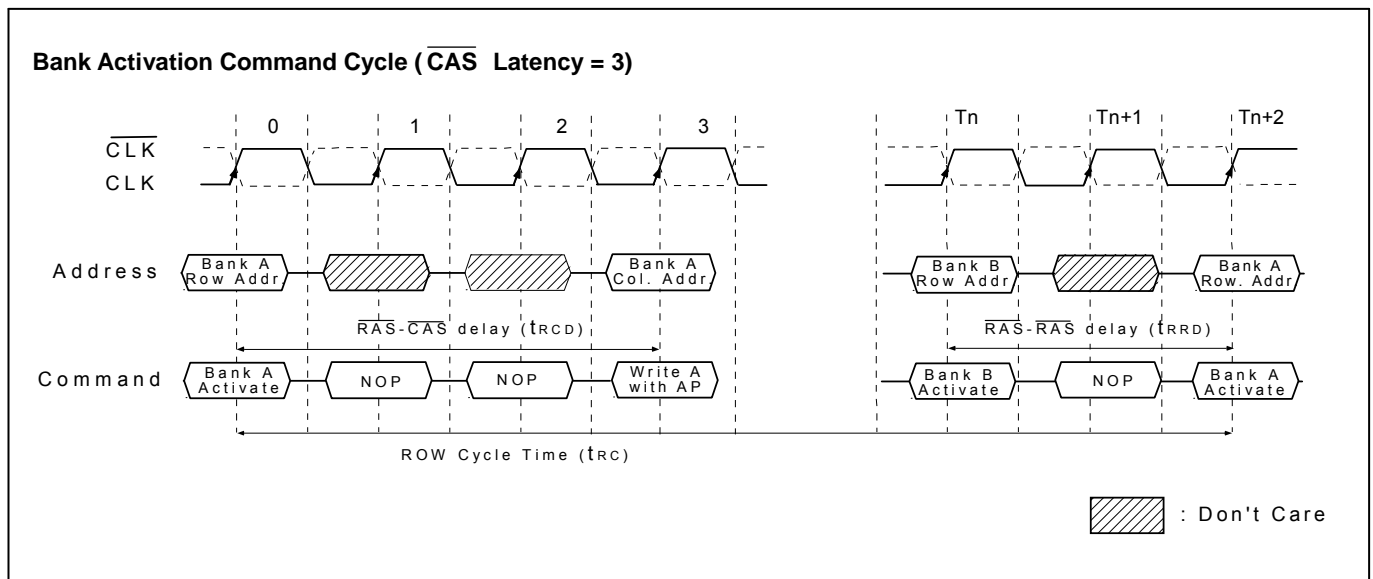 Bank Activation Command Cycle ( CAS Latency = 3)
0 1 2 3 Tn Tn+1 Tn+2
CLK
CLK
Address
Bank A
Row Addr.
Bank A
Col. Addr.
Bank B
Row Addr
Bank A
Row. Addr
RAS-CAS delay (tRCD)
RAS-RAS delay (tRRD)
Command
Bank A
Activate
NOP
NOP
Write A
with AP
Bank B
Activate
NOP
Bank A
Activate
ROW Cycle Time (tRC)
: Don't Care